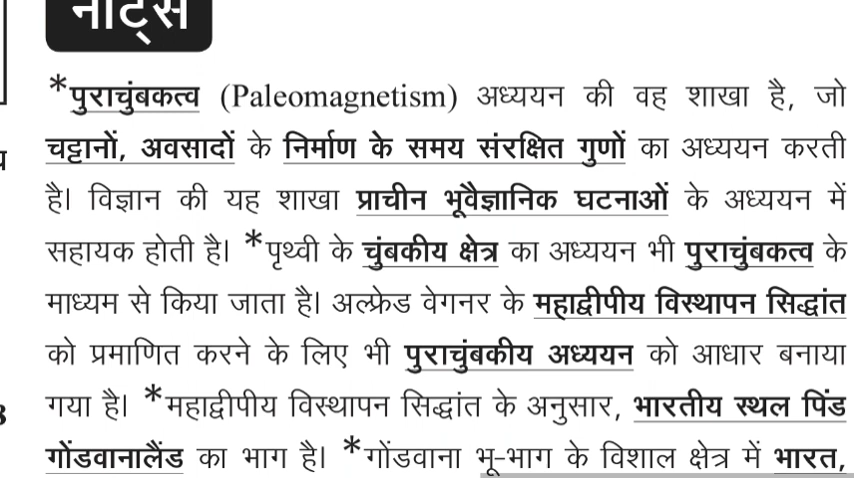 नोट्स
*पुराचुंबकत्व (Paleomagnetism) अध्ययन की वह शाखा है, जो
चट्टानों, अवसादों के निर्माण के समय संरक्षित गुणों का अध्ययन करती
है। विज्ञान की यह शाखा प्राचीन भूवैज्ञानिक घटनाओं के अध्ययन में
सहायक होती है। *पृथ्वी के चुंबकीय क्षेत्र का अध्ययन भी पुराचुंबकत्व के
माध्यम से किया जाता है। अल्फ्रेड वेगनर के महाद्वीपीय विस्थापन सिद्धांत
को प्रमाणित करने के लिए भी पुराचुंबकीय अध्ययन को आधार बनाया
गया है। *महाद्वीपीय विस्थापन सिद्धांत के अनुसार, भारतीय स्थल पिंड
गोंडवानालैंड का भाग है। *गोंडवाना भू-भाग के विशाल क्षेत्र में भारत,